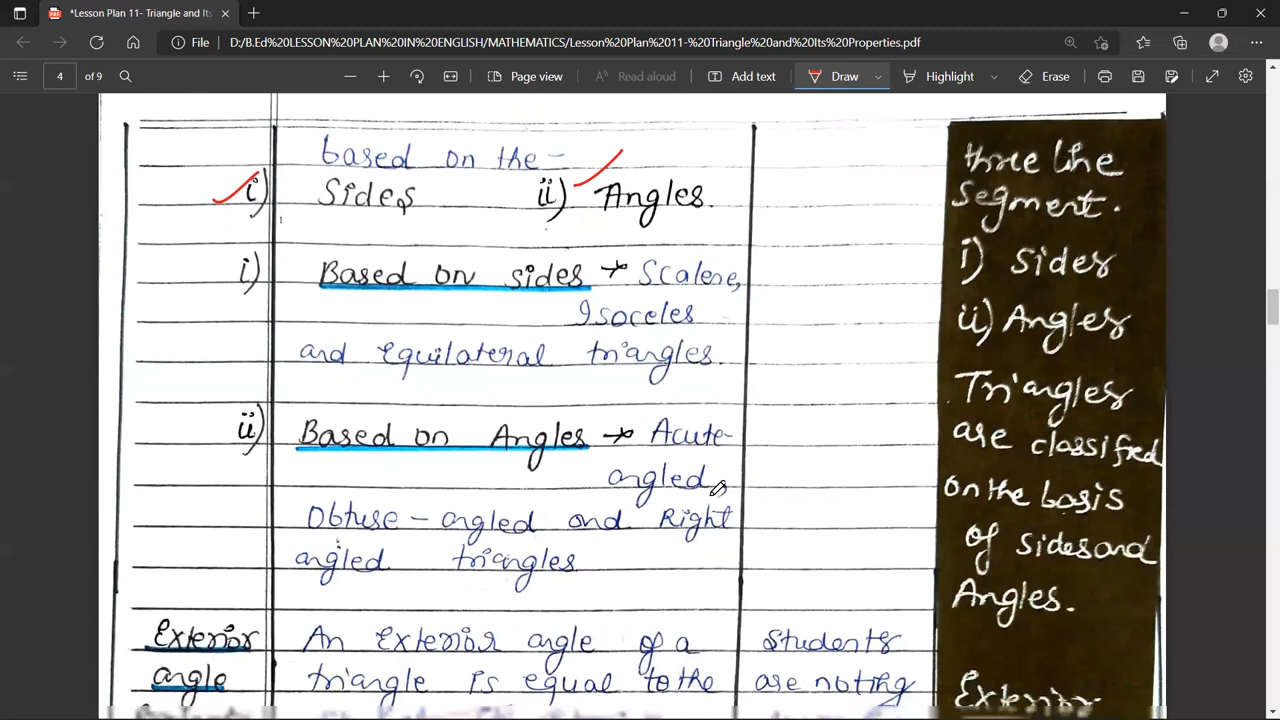 *Lesson Plan 11- Triangle and Its
File
D:/B.Ed%20LESSON%20PLAN%20IN%20ENGLISH/MATHEMATICS/Lesson%20Plan%2011-%20Triangle%20and%20Its%20Properties.pdf
4 of 9
Page view
Read aloud
Add text
Draw
Highlight
Erase
based on the-
i) Sides ii) Angles.
i) Based on sides → Scalene,
Isoceles
and equilateral triangles.
ii) Based on Angles → Acute-
angled,
Obtuse-angled and Right
angled triangles
Exterior An exterior angle of a
angle triangle is equal to the
Students
are noting
three line
segment.
i) Sides
ii) Angles
Triangles
are classified
on the basis
of sides and
Angles.
Exterior